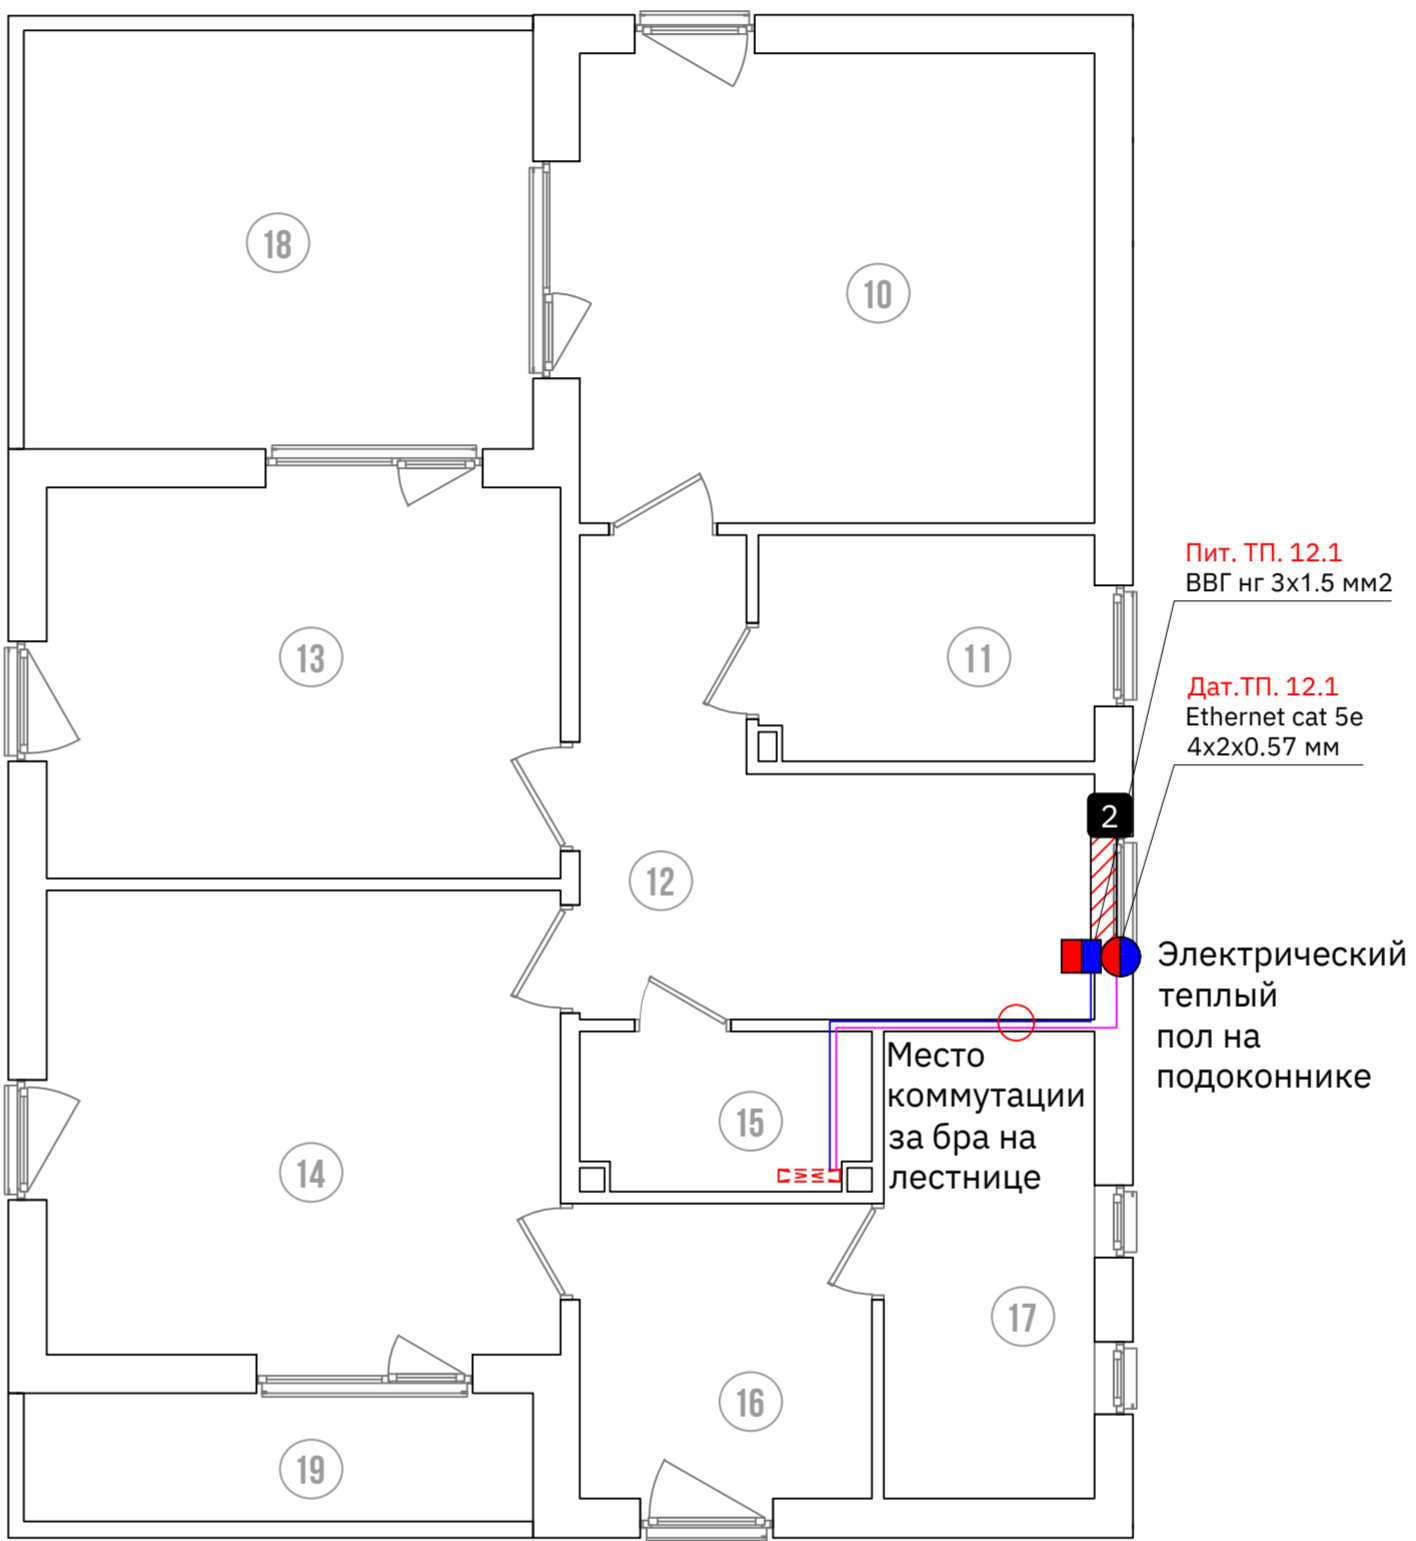 18
10
Пит. ТП. 12.1
ВВГ нг 3х1.5 мм2
13
11
Дат.ТП. 12.1
Ethernet cat 5e
4х2х0.57 мм
2
12
Электрический
теплый
пол на
подоконнике
Место
коммутации
за бра на
лестнице
15
14
17
16
19